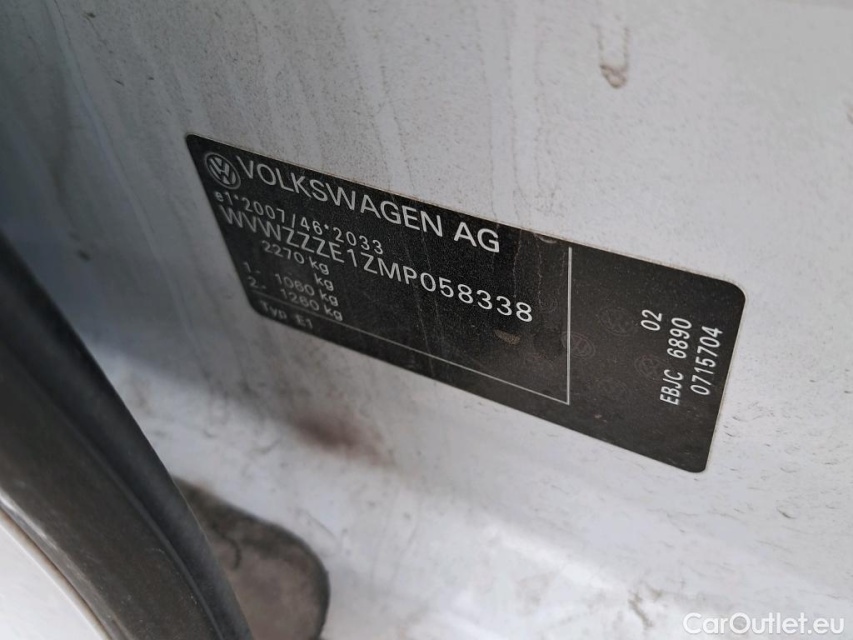 VOLKSWAGEN AG
e1*2007/46*2033
WVWZZZE1ZMP058338
2270 kg
kg
1.- 1060 kg
2.- 1260 kg
Typ E1
02
EBJC 6890
0715704
CarOutlet.eu